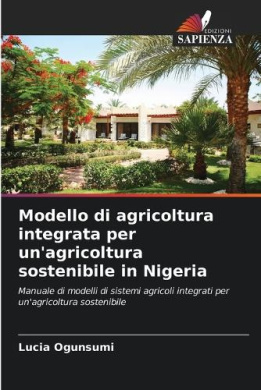 EDIZIONI
SAPIENZA
Modello di agricoltura
integrata per
un'agricoltura
sostenibile in Nigeria
Manuale di modelli di sistemi agricoli integrati per
un'agricoltura sostenibile
Lucia Ogunsumi